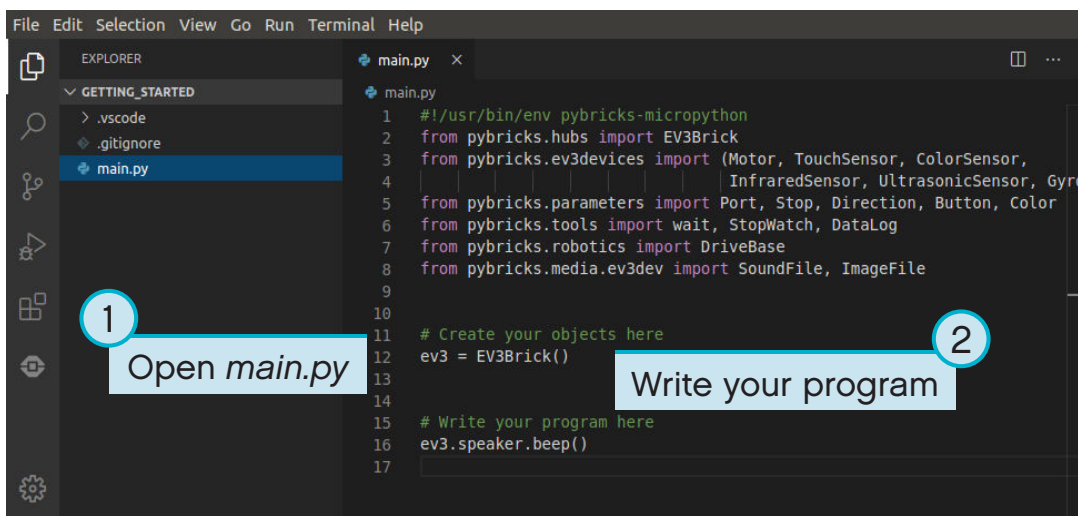 File Edit Selection View Go Run Terminal Help
EXPLORER
GETTING_STARTED
.vscode
.gitignore
main.py
main.py
main.py
1 #!/usr/bin/env pybricks-micropython
2 from pybricks.hubs import EV3Brick
3 from pybricks.ev3devices import (Motor, TouchSensor, ColorSensor,
4 InfraredSensor, UltrasonicSensor, Gyro
5 from pybricks.parameters import Port, Stop, Direction, Button, Color
6 from pybricks.tools import wait, StopWatch, DataLog
7 from pybricks.robotics import DriveBase
8 from pybricks.media.ev3dev import SoundFile, ImageFile
9
10
11 # Create your objects here
12 ev3 = EV3Brick()
13
14
15 # Write your program here
16 ev3.speaker.beep()
17
1
Open main.py
2
Write your program